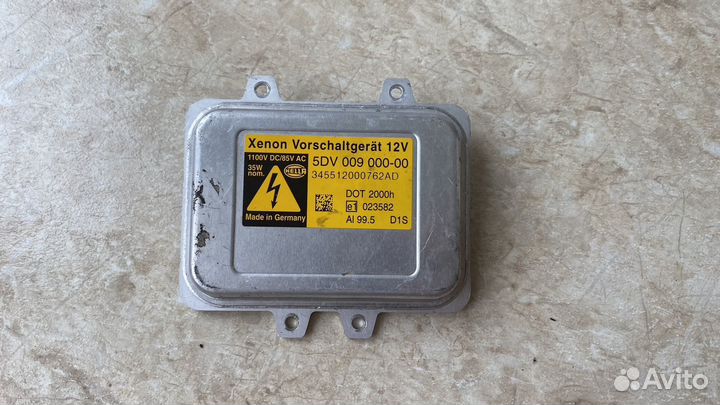 Xenon Vorschaltgerät 12V
1100V DC/85V AC
35W
nom.
HELLA
Made in Germany
5DV 009 000-00
345512000762AD
DOT 2000h
e1 023582
Al 99.5 D1S
Avito